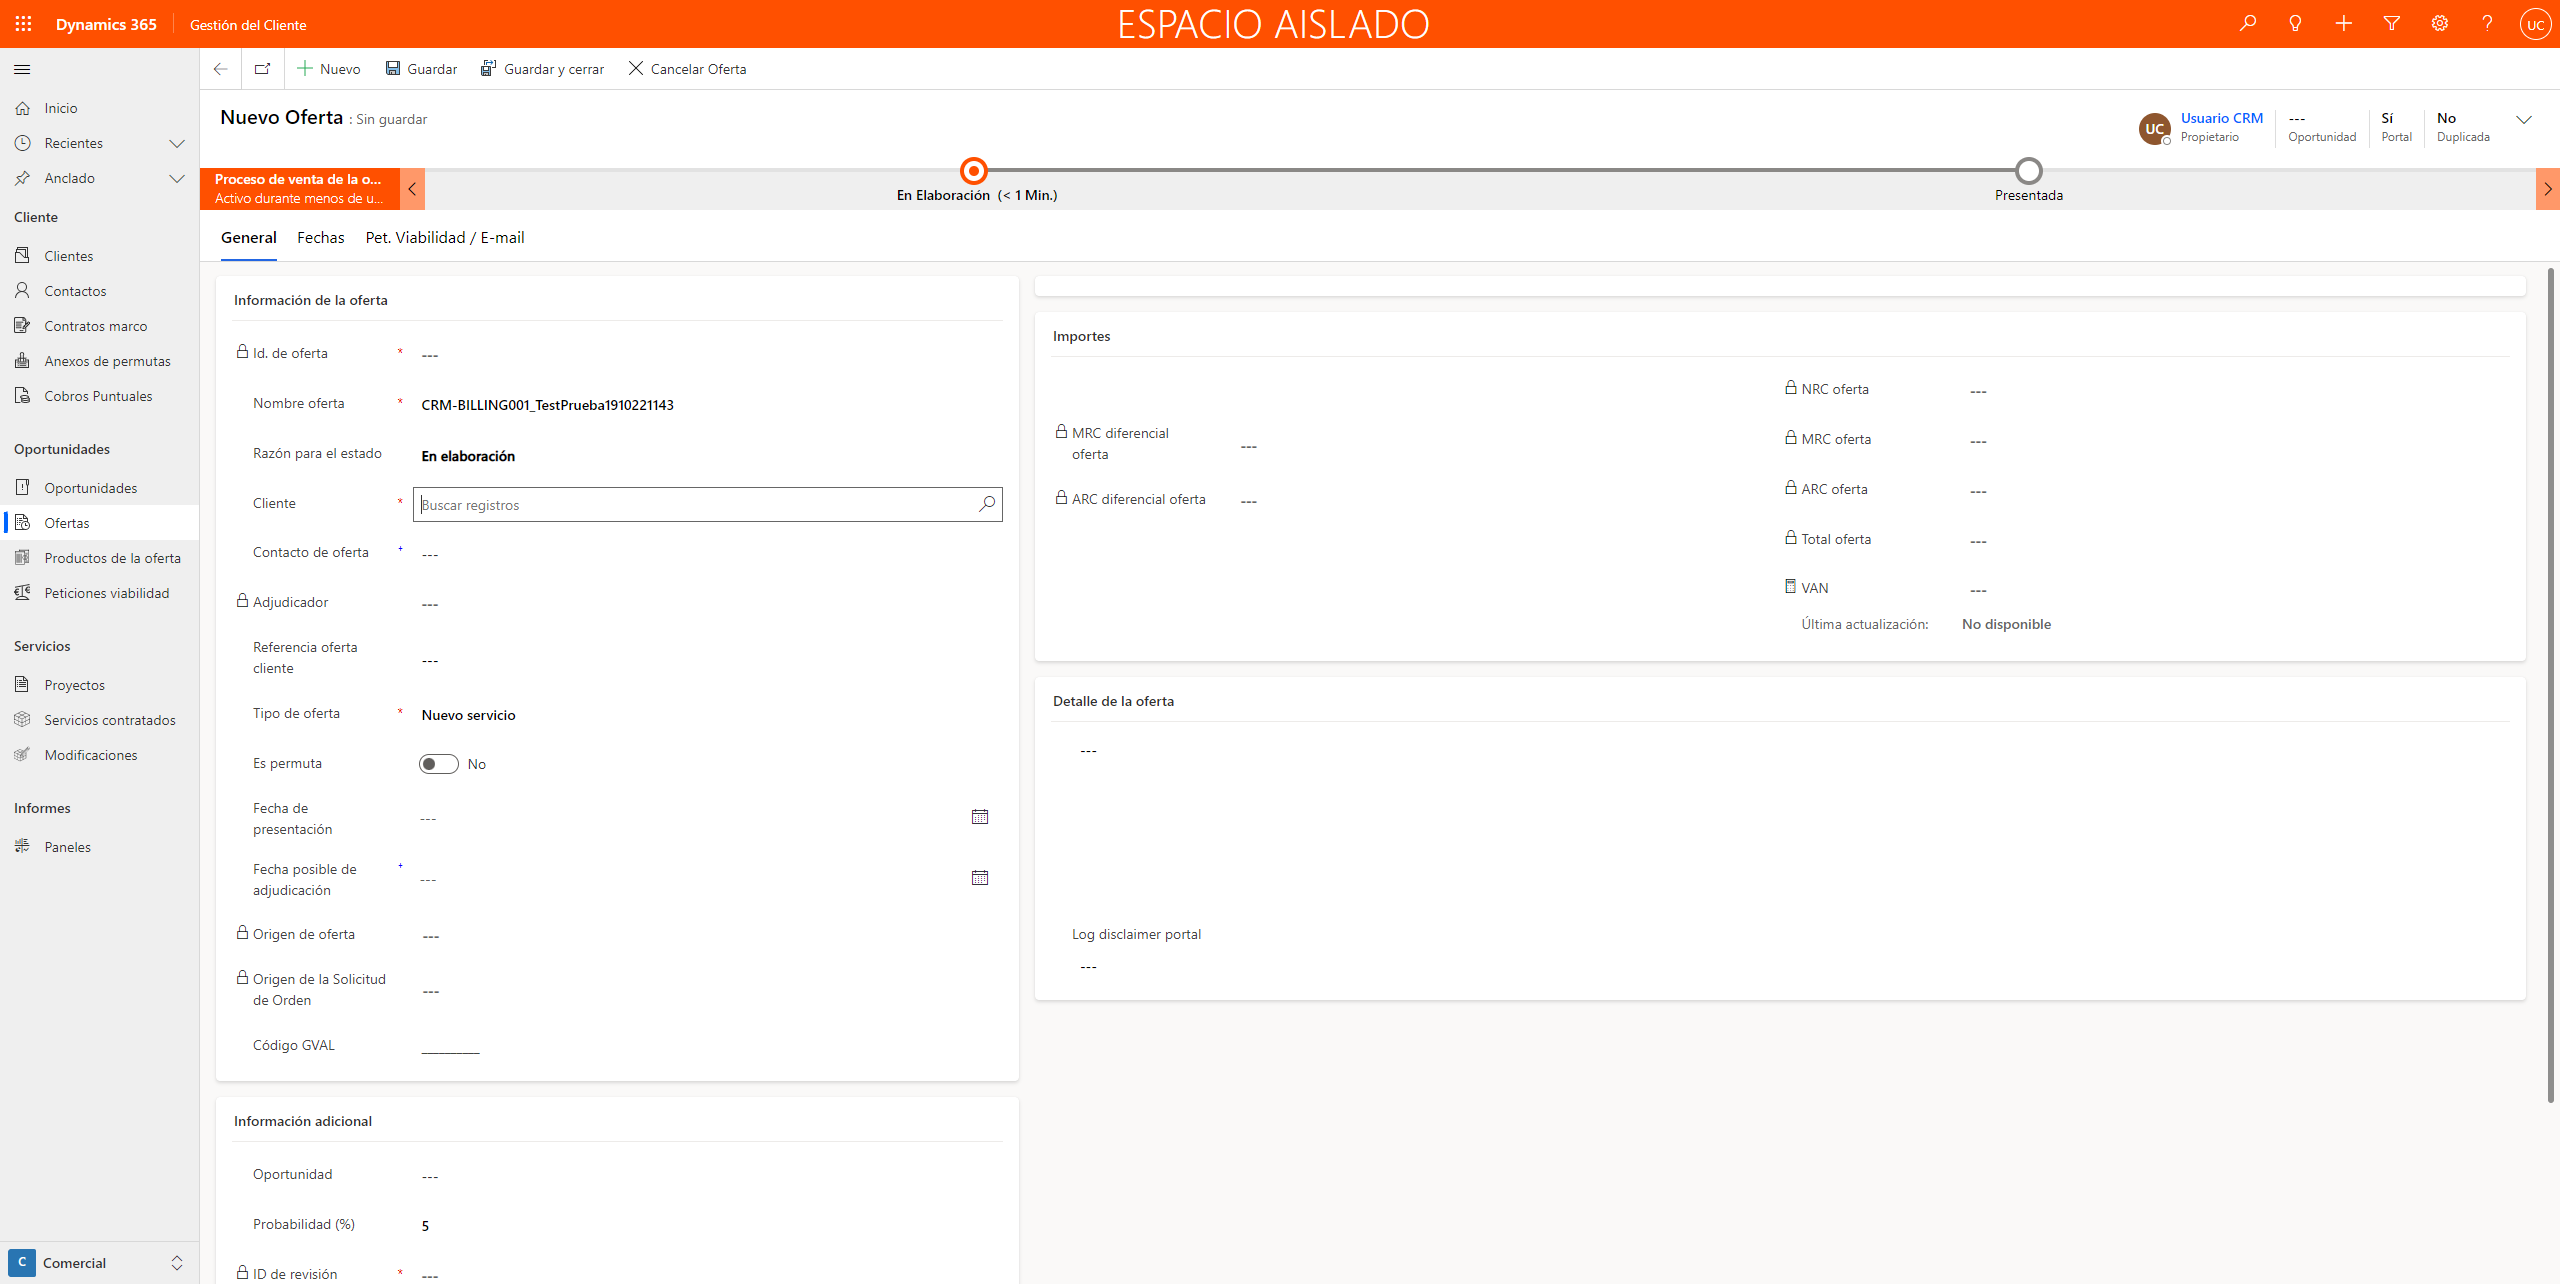 Dynamics 365
Gestión del Cliente
ESPACIO AISLADO
UC
Nuevo
Guardar
Guardar y cerrar
Cancelar Oferta
Inicio
Recientes
Anclado
Cliente
Clientes
Contactos
Contratos marco
Anexos de permutas
Cobros Puntuales
Oportunidades
Oportunidades
Ofertas
Productos de la oferta
Peticiones viabilidad
Servicios
Proyectos
Servicios contratados
Modificaciones
Informes
Paneles
C Comercial
Nuevo Oferta : Sin guardar
UC
Usuario CRM
Propietario
---
Oportunidad
Sí
Portal
No
Duplicada
Proceso de venta de la o...
Activo durante menos de u...
En Elaboración (< 1 Min.)
Presentada
General
Fechas
Pet. Viabilidad / E-mail
Información de la oferta
Id. de oferta * ---
Nombre oferta * CRM-BILLING001_TestPrueba1910221143
Razón para el estado En elaboración
Cliente * Buscar registros
Contacto de oferta + ---
Adjudicador ---
Referencia oferta
cliente
---
Tipo de oferta * Nuevo servicio
Es permuta No
Fecha de
presentación
---
Fecha posible de
adjudicación
+ ---
Origen de oferta ---
Origen de la Solicitud
de Orden
---
Código GVAL _________
Información adicional
Oportunidad ---
Probabilidad (%) 5
ID de revisión * ---
Importes
MRC diferencial
oferta
---
ARC diferencial oferta ---
NRC oferta ---
MRC oferta ---
ARC oferta ---
Total oferta ---
VAN ---
Última actualización: No disponible
Detalle de la oferta
---
Log disclaimer portal
---